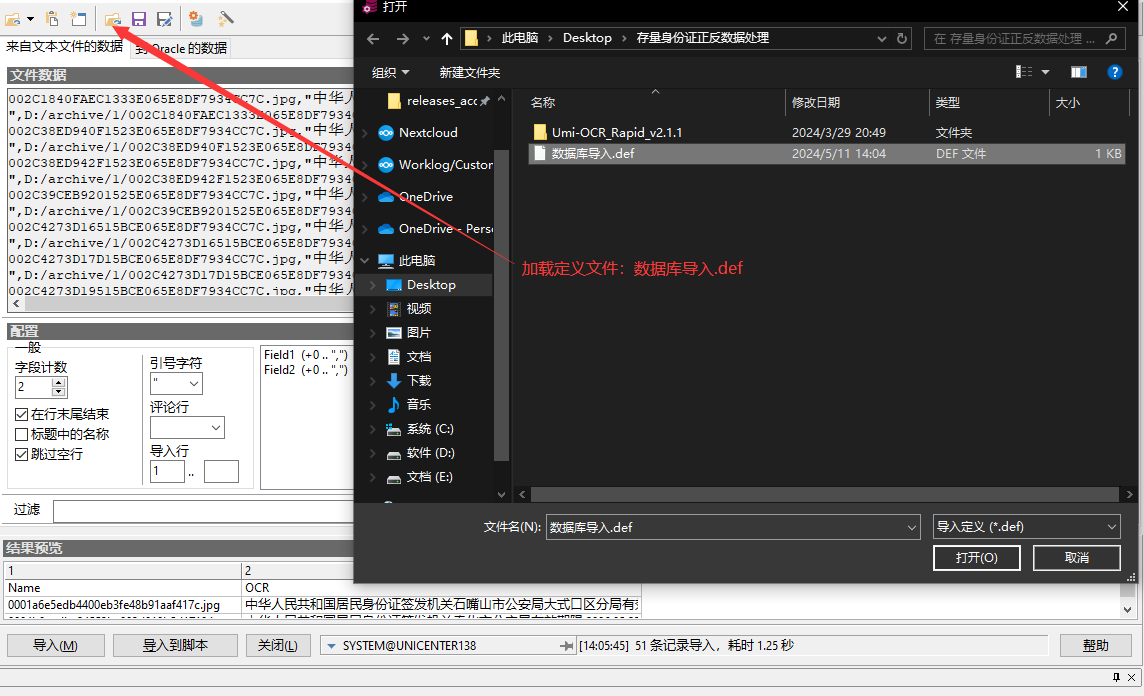 打开
此电脑 > Desktop > 存量身份证正反数据处理
在 存量身份证正反数据处理 ...
组织
新建文件夹
来自文本文件的数据
到 Oracle 的数据
文件数据
002C1840FAEC1333E065E8DF7934CC7C.jpg,"中华人
",D:/archive/1/002C1840FAEC1333E065E8DF7934
002C38ED940F1523E065E8DF7934CC7C.jpg,"中华人
",D:/archive/1/002C38ED940F1523E065E8DF7934
002C38ED942F1523E065E8DF7934CC7C.jpg,"中华人
",D:/archive/1/002C38ED942F1523E065E8DF7934
002C39CEB9201525E065E8DF7934CC7C.jpg,"中华人
",D:/archive/1/002C39CEB9201525E065E8DF7934
002C4273D16515BCE065E8DF7934CC7C.jpg,"中华人
",D:/archive/1/002C4273D16515BCE065E8DF7934
002C4273D17D15BCE065E8DF7934CC7C.jpg,"中华人
",D:/archive/1/002C4273D17D15BCE065E8DF7934
002C4273D19515BCE065E8DF7934CC7C.jpg,"中华人
releases_acc
Nextcloud
Worklog/Custor
OneDrive
OneDrive - Perso
此电脑
Desktop
视频
图片
文档
下载
音乐
系统 (C:)
软件 (D:)
文档 (E:)
名称 修改日期 类型 大小
Umi-OCR_Rapid_v2.1.1 2024/3/29 20:49 文件夹
数据库导入.def 2024/5/11 14:04 DEF 文件 1 KB
加载定义文件：数据库导入.def
文件名(N): 数据库导入.def
导入定义 (*.def)
打开(O)
取消
配置
一般
字段计数
2
在行末尾结束
标题中的名称
跳过空行
引号字符
"
评论行
导入行
1 ..
Field1 (+0 .. ",")
Field2 (+0 .. ",")
过滤
结果预览
1 2
Name OCR
0001a6e5edb4400eb3fe48b91aaf417c.jpg 中华人民共和国居民身份证签发机关石嘴山市公安局大式口区分局有效
导入(M)
导入到脚本
关闭(L)
SYSTEM@UNICENTER138
[14:05:45] 51 条记录导入，耗时 1.25 秒
帮助